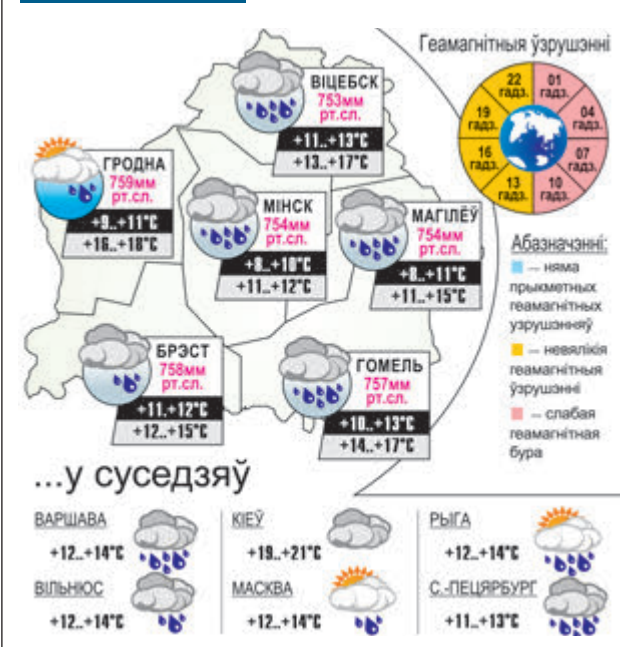 Геамагнітныя ўзрушэнні
22 гадз.
01 гадз.
04 гадз.
07 гадз.
10 гадз.
13 гадз.
16 гадз.
19 гадз.
ВІЦЕБСК
753мм
рт.сл.
+11..+13°С
+13..+17°С
ГРОДНА
759мм
рт.сл.
+9..+11°С
+16..+18°С
МІНСК
754мм
рт.сл.
+8..+10°С
+11..+12°С
МАГІЛЁЎ
754мм
рт.сл.
+8..+11°С
+11..+15°С
Абазначэнні:
— няма
прыкметных
геамагнітных
узрушэнняў
— невялікія
геамагнітныя
ўзрушэнні
— слабая
геамагнітная
бура
БРЭСТ
758мм
рт.сл.
+11..+12°С
+12..+15°С
ГОМЕЛЬ
757мм
рт.сл.
+10..+13°С
+14..+17°С
...у суседзяў
ВАРШАВА
+12..+14°С
КІЕЎ
+19..+21°С
РЫГА
+12..+14°С
ВІЛЬНЮС
+12..+14°С
МАСКВА
+12..+14°С
С.-ПЕЦЯРБУРГ
+11..+13°С